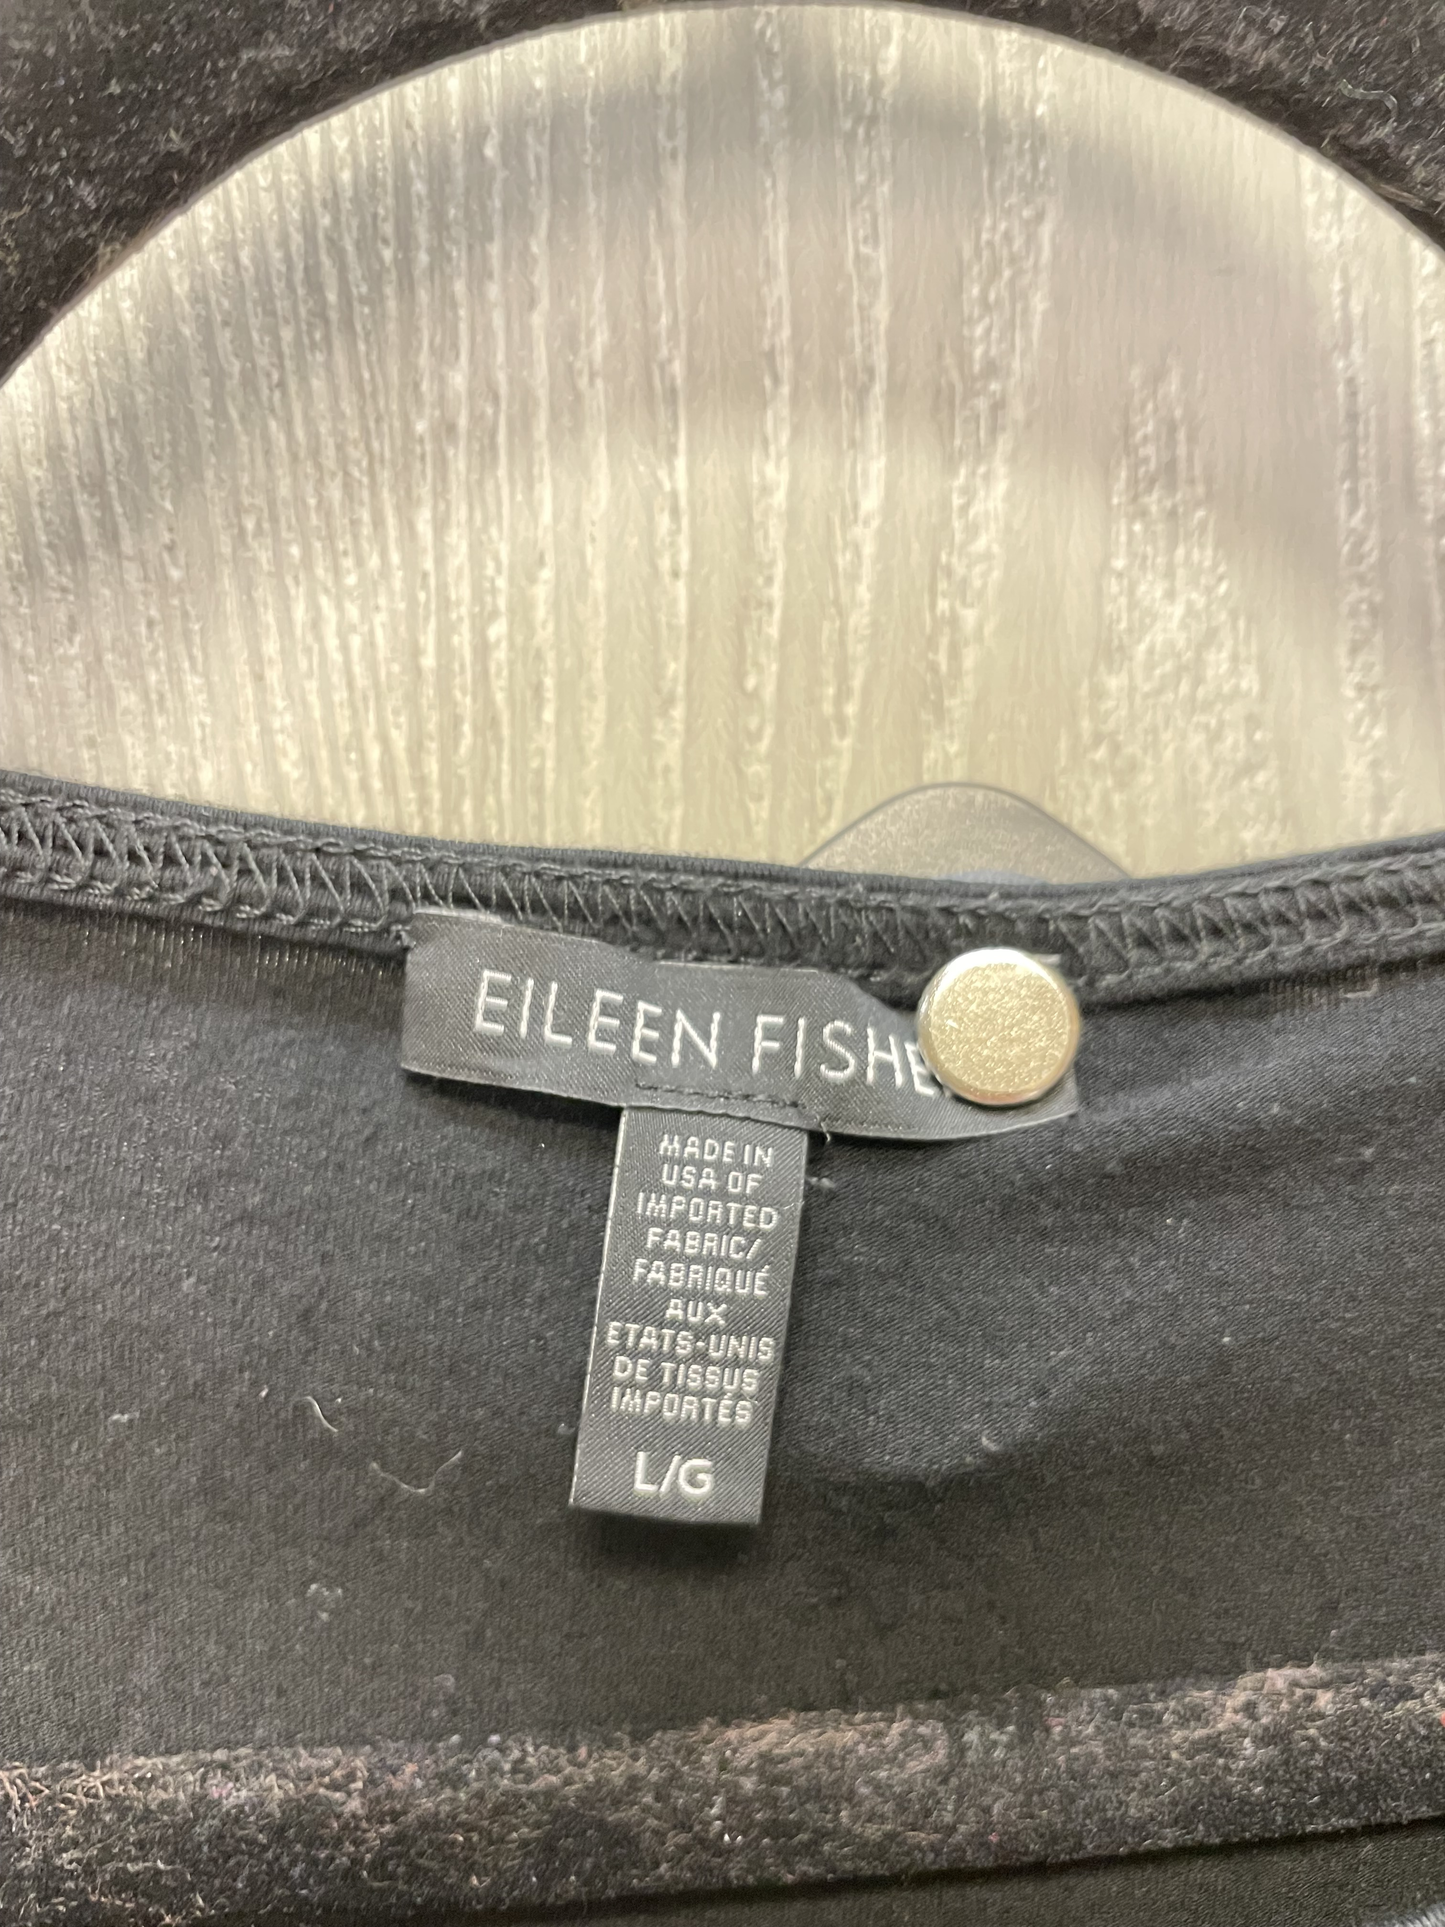 EILEEN FISHE
MADE IN
USA OF
IMPORTED
FABRIC/
FABRIQUÉ
AUX
ETATS-UNIS
DE TISSUS
IMPORTÉS
L/G